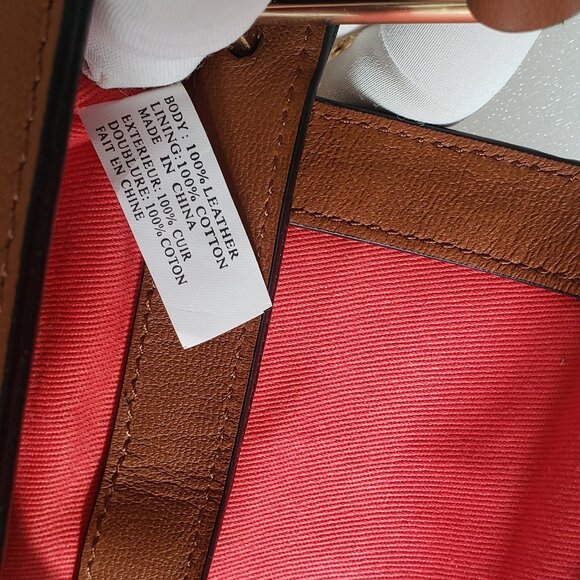 BODY: 100% LEATHER
LINING: 100% COTTON
MADE IN CHINA
EXTERIEUR: 100% CUIR
DOUBLURE: 100% COTON
FAIT EN CHINE